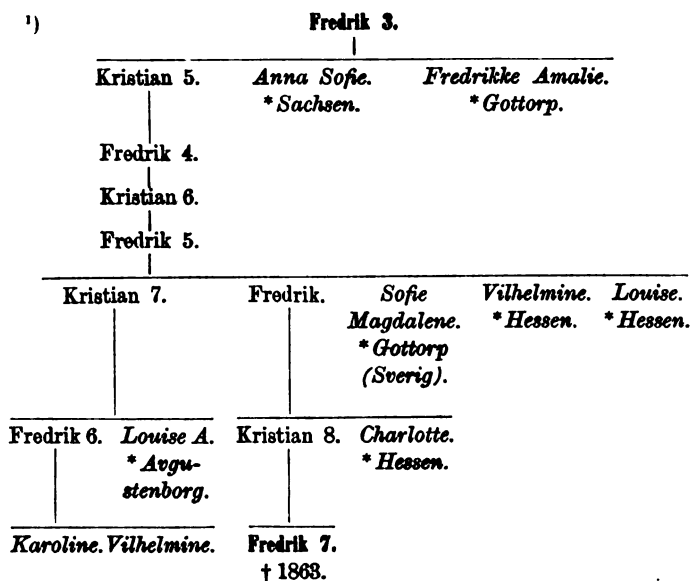 ¹)
Fredrik 3.
Kristian 5. Anna Sofie. Fredrikke Amalie.
* Sachsen. * Gottorp.
Fredrik 4.
Kristian 6.
Fredrik 5.
Kristian 7. Fredrik. Sofie Vilhelmine. Louise.
Magdalene. * Hessen. * Hessen.
* Gottorp
(Sverig).
Fredrik 6. Louise A. Kristian 8. Charlotte.
* Avgu- * Hessen.
stenborg.
Karoline. Vilhelmine. Fredrik 7.
† 1863.